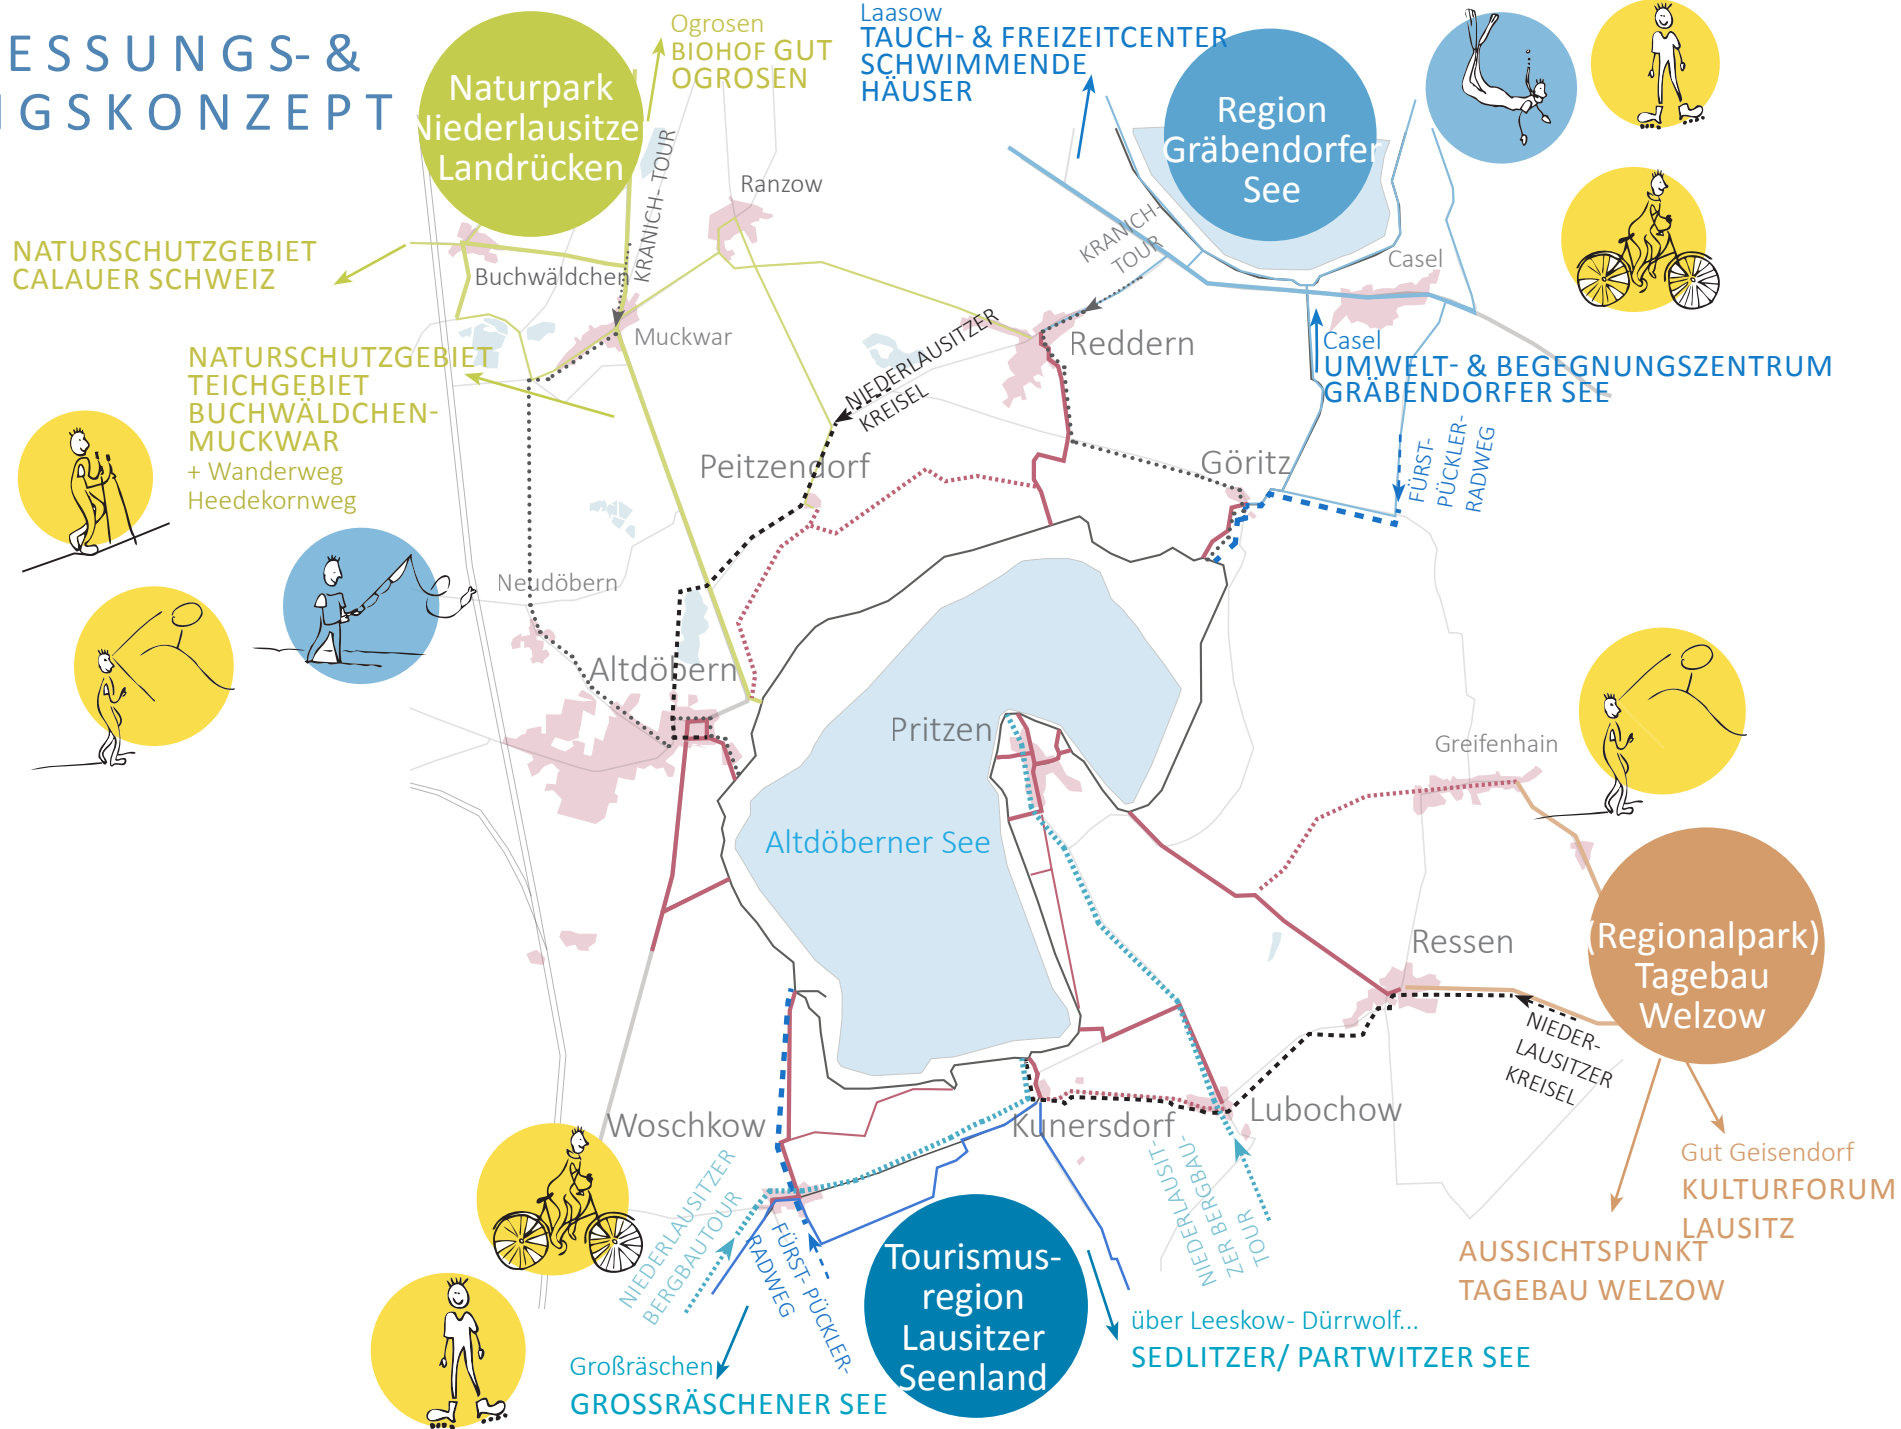 ESSUNGS- &
NGSKONZEPT
Naturpark
Niederlausitzer
Landrücken
Ogrosen
BIOHOF GUT
OGROSEN
Laasow
TAUCH- & FREIZEITCENTER
SCHWIMMENDE
HÄUSER
Region
Gräbendorfer
See
KRANICH- TOUR
Ranzow
NATURSCHUTZGEBIET
CALAUER SCHWEIZ
Buchwäldchen
KRANICH-
TOUR
Casel
Muckwar
NIEDERLAUSITZER
KREISEL
Reddern
Casel
UMWELT- & BEGEGNUNGSZENTRUM
GRÄBENDORFER SEE
NATURSCHUTZGEBIET
TEICHGEBIET
BUCHWÄLDCHEN-
MUCKWAR
+ Wanderweg
Heedekornweg
Peitzendorf
Göritz
FÜRST-
PÜCKLER-
RADWEG
Neudöbern
Altdöbern
Pritzen
Greifenhain
Altdöberner See
Ressen
(Regionalpark)
Tagebau
Welzow
NIEDER-
LAUSITZER
KREISEL
Woschkow
Kunersdorf
Lubochow
NIEDERLAUSITZER
BERGBAUTOUR
FÜRST- PÜCKLER-
RADWEG
NIEDERLAUSIT-
ZER BERGBAU-
TOUR
Gut Geisendorf
KULTURFORUM
LAUSITZ
AUSSICHTSPUNKT
TAGEBAU WELZOW
Tourismus-
region
Lausitzer
Seenland
über Leeskow- Dürrwolf...
SEDLITZER/ PARTWITZER SEE
Großräschen
GROSSRÄSCHENER SEE